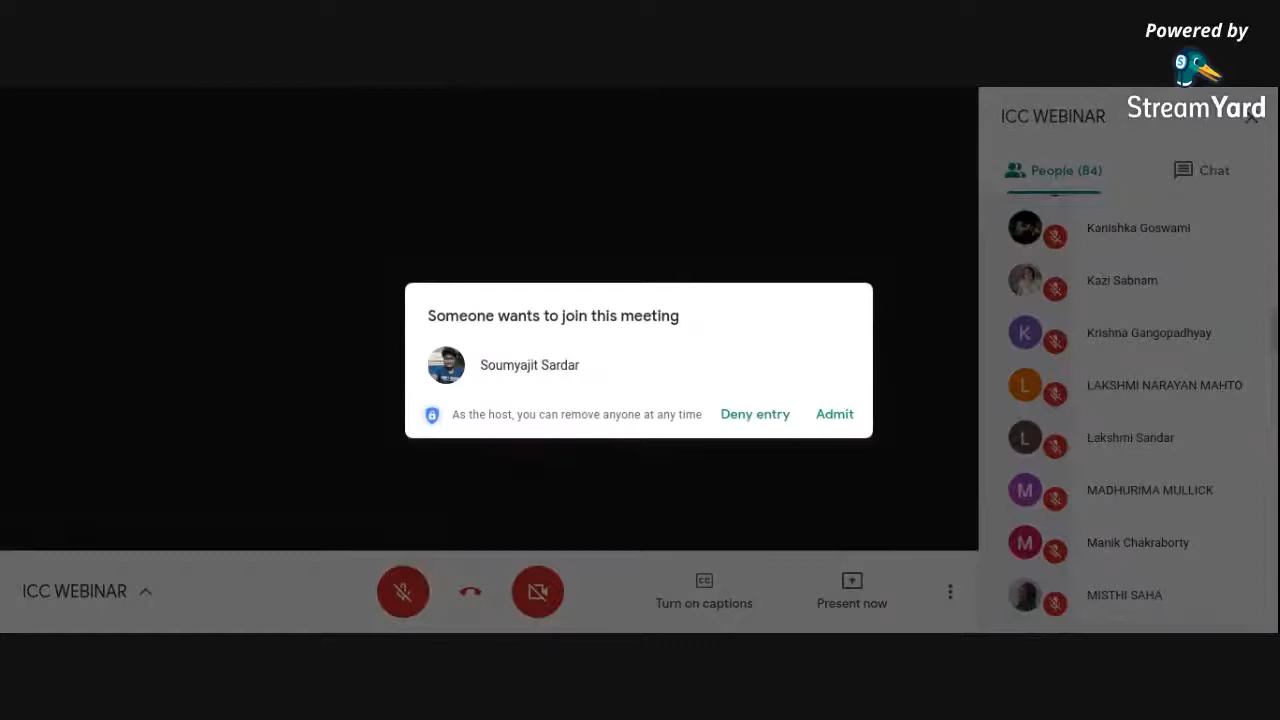 Powered by
StreamYard
ICC WEBINAR
People (84)
Chat
Kanishka Goswami
Kazi Sabnam
K
Krishna Gangopadhyay
L
LAKSHMI NARAYAN MAHTO
L
Lakshmi Sandar
M
MADHURIMA MULLICK
M
Manik Chakraborty
MISTHI SAHA
Someone wants to join this meeting
Soumyajit Sardar
As the host, you can remove anyone at any time
Deny entry
Admit
ICC WEBINAR
CC
Turn on captions
Present now